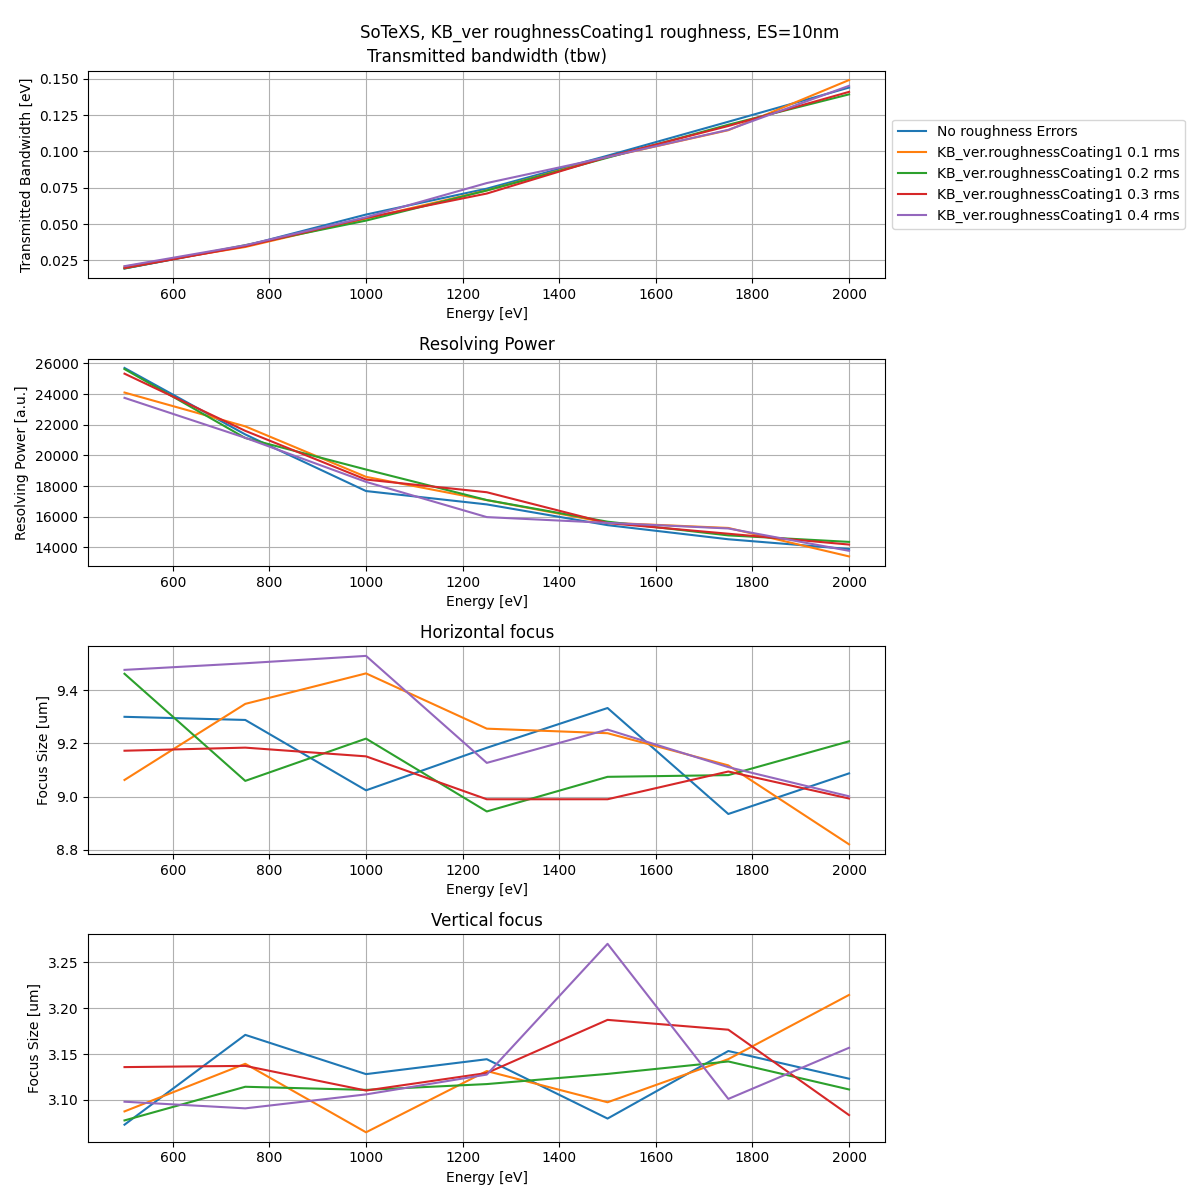 SoTeXS, KB_ver roughnessCoating1 roughness, ES=10nm
Transmitted bandwidth (tbw)
Transmitted Bandwidth [eV]
0.150
0.125
0.100
0.075
0.050
0.025
600 800 1000 1200 1400 1600 1800 2000
Energy [eV]
No roughness Errors
KB_ver.roughnessCoating1 0.1 rms
KB_ver.roughnessCoating1 0.2 rms
KB_ver.roughnessCoating1 0.3 rms
KB_ver.roughnessCoating1 0.4 rms
Resolving Power
Resolving Power [a.u.]
26000
24000
22000
20000
18000
16000
14000
600 800 1000 1200 1400 1600 1800 2000
Energy [eV]
Horizontal focus
Focus Size [um]
9.4
9.2
9.0
8.8
600 800 1000 1200 1400 1600 1800 2000
Energy [eV]
Vertical focus
Focus Size [um]
3.25
3.20
3.15
3.10
600 800 1000 1200 1400 1600 1800 2000
Energy [eV]